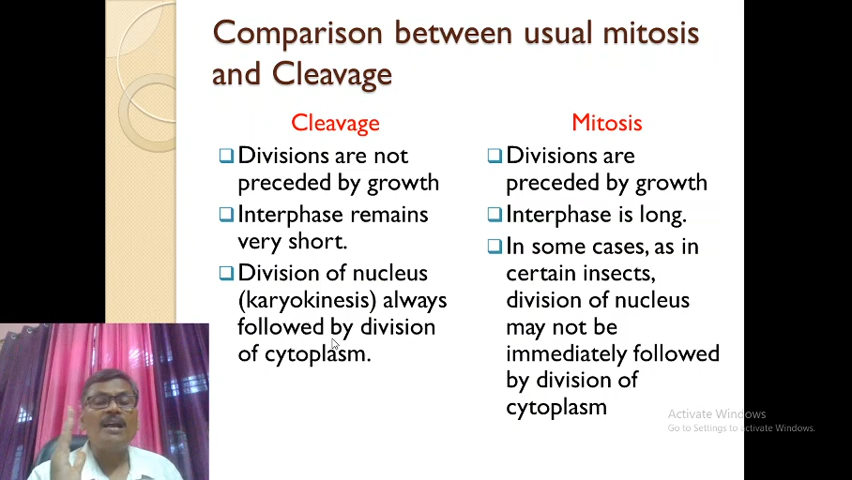 Comparison between usual mitosis
and Cleavage
Cleavage
Divisions are not
preceded by growth
Interphase remains
very short.
Division of nucleus
(karyokinesis) always
followed by division
of cytoplasm.
Mitosis
Divisions are
preceded by growth
Interphase is long.
In some cases, as in
certain insects,
division of nucleus
may not be
immediately followed
by division of
cytoplasm
Activate Windows
Go to Settings to activate Windows.